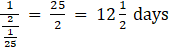 1/(2/(1/25)) = 25/2 = 12 1/2 days